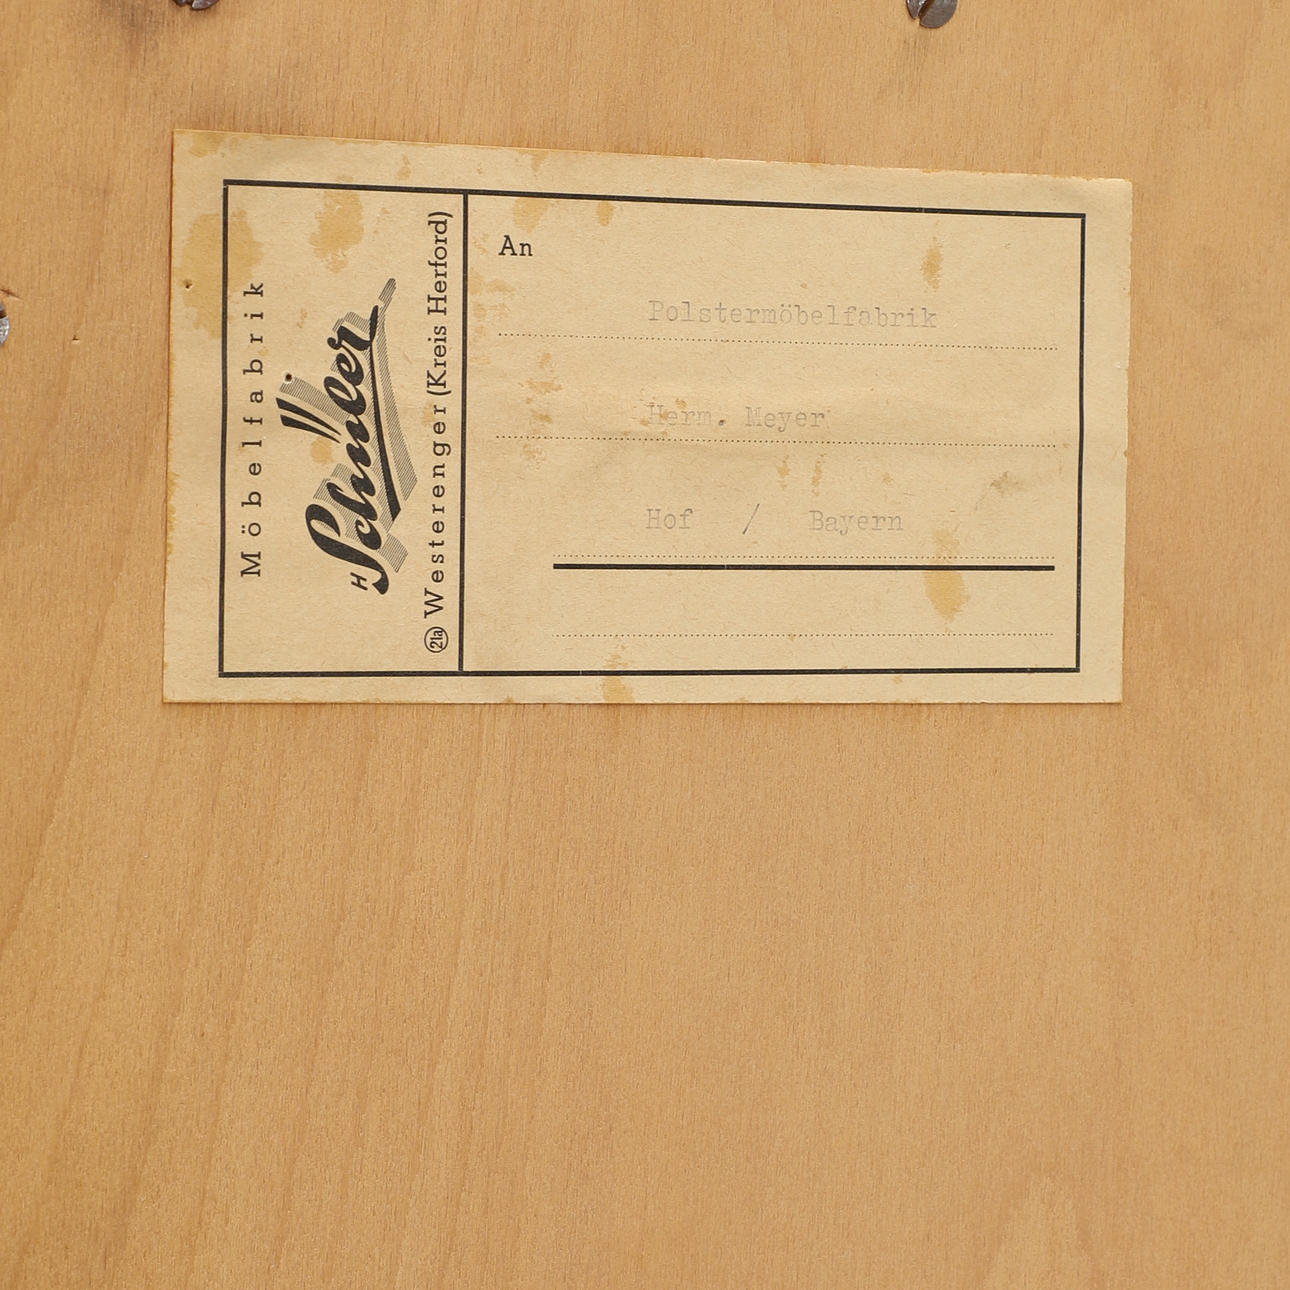 Möbelfabrik
H Schüler
21a Westerenger (Kreis Herford)
An
Polstermöbelfabrik
Herm. Meyer
Hof / Bayern